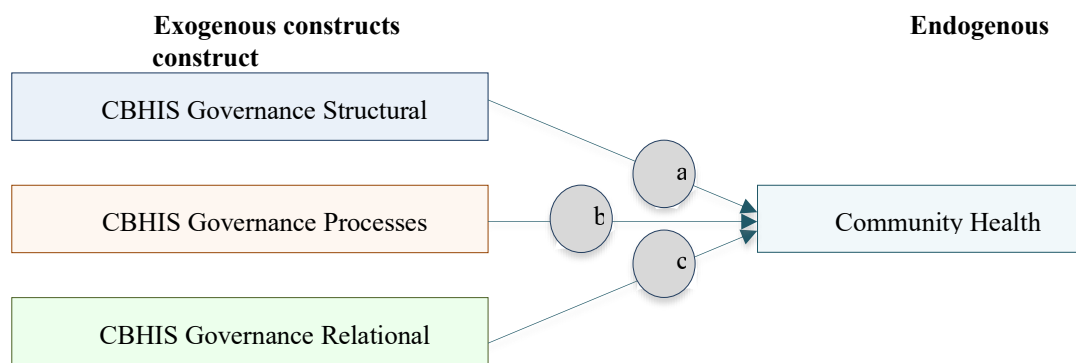 Exogenous constructs
Endogenous
construct
CBHIS Governance Structural
a
CBHIS Governance Processes
b
Community Health
c
CBHIS Governance Relational